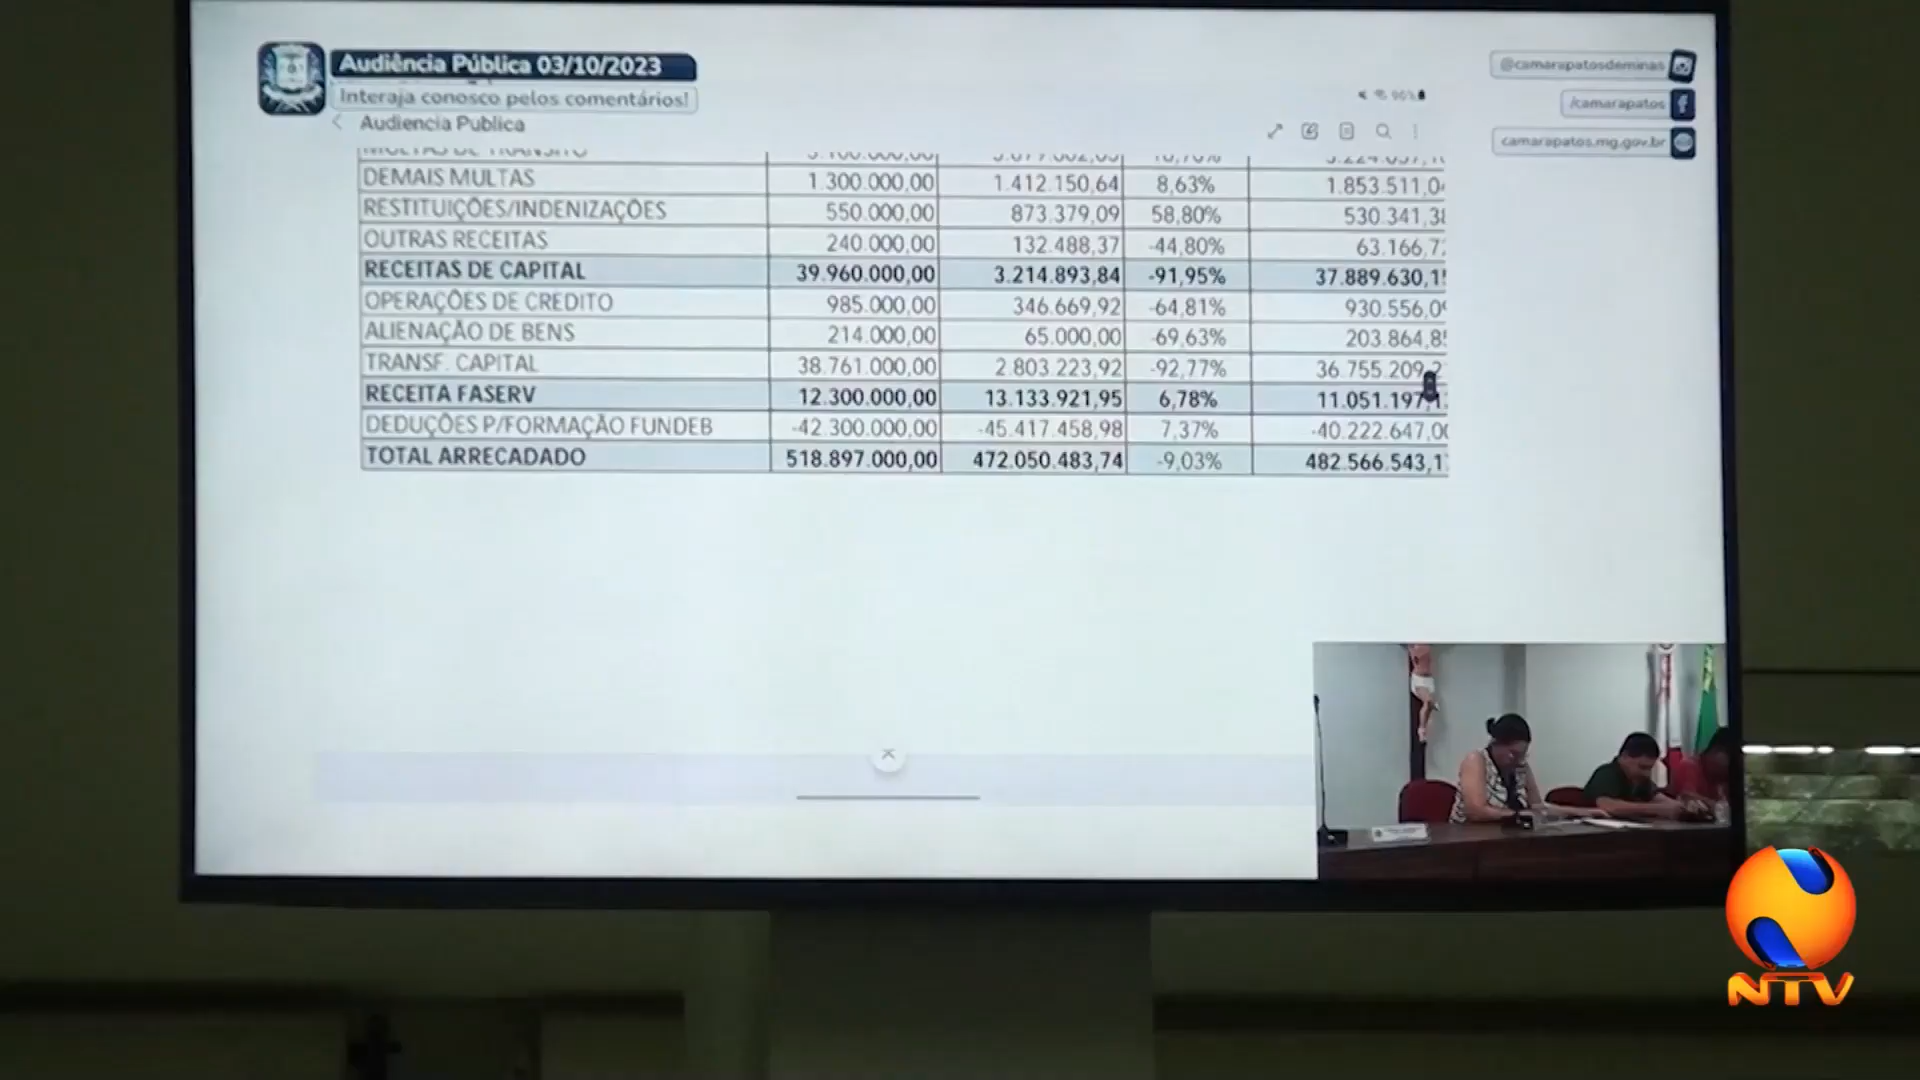 Audiência Pública 03/10/2023
Interaja conosco pelos comentários!
Audiencia Publica
@camarapatosdeminas
/camarapatos
camarapatos.mg.gov.br
90%
MULTAS DE TRÂNSITO
DEMAIS MULTAS 1.300.000,00 1.412.150,64 8,63% 1.853.511,0
RESTITUIÇÕES/INDENIZAÇÕES 550.000,00 873.379,09 58,80% 530.341,3
OUTRAS RECEITAS 240.000,00 132.488,37 -44,80% 63.166,7
RECEITAS DE CAPITAL 39.960.000,00 3.214.893,84 -91,95% 37.889.630,1
OPERAÇÕES DE CREDITO 985.000,00 346.669,92 -64,81% 930.556,0
ALIENAÇÃO DE BENS 214.000,00 65.000,00 -69,63% 203.864,8
TRANSF. CAPITAL 38.761.000,00 2.803.223,92 -92,77% 36.755.209,2
RECEITA FASERV 12.300.000,00 13.133.921,95 6,78% 11.051.197,1
DEDUÇÕES P/FORMAÇÃO FUNDEB -42.300.000,00 -45.417.458,98 7,37% -40.222.647,0
TOTAL ARRECADADO 518.897.000,00 472.050.483,74 -9,03% 482.566.543,1
NTV